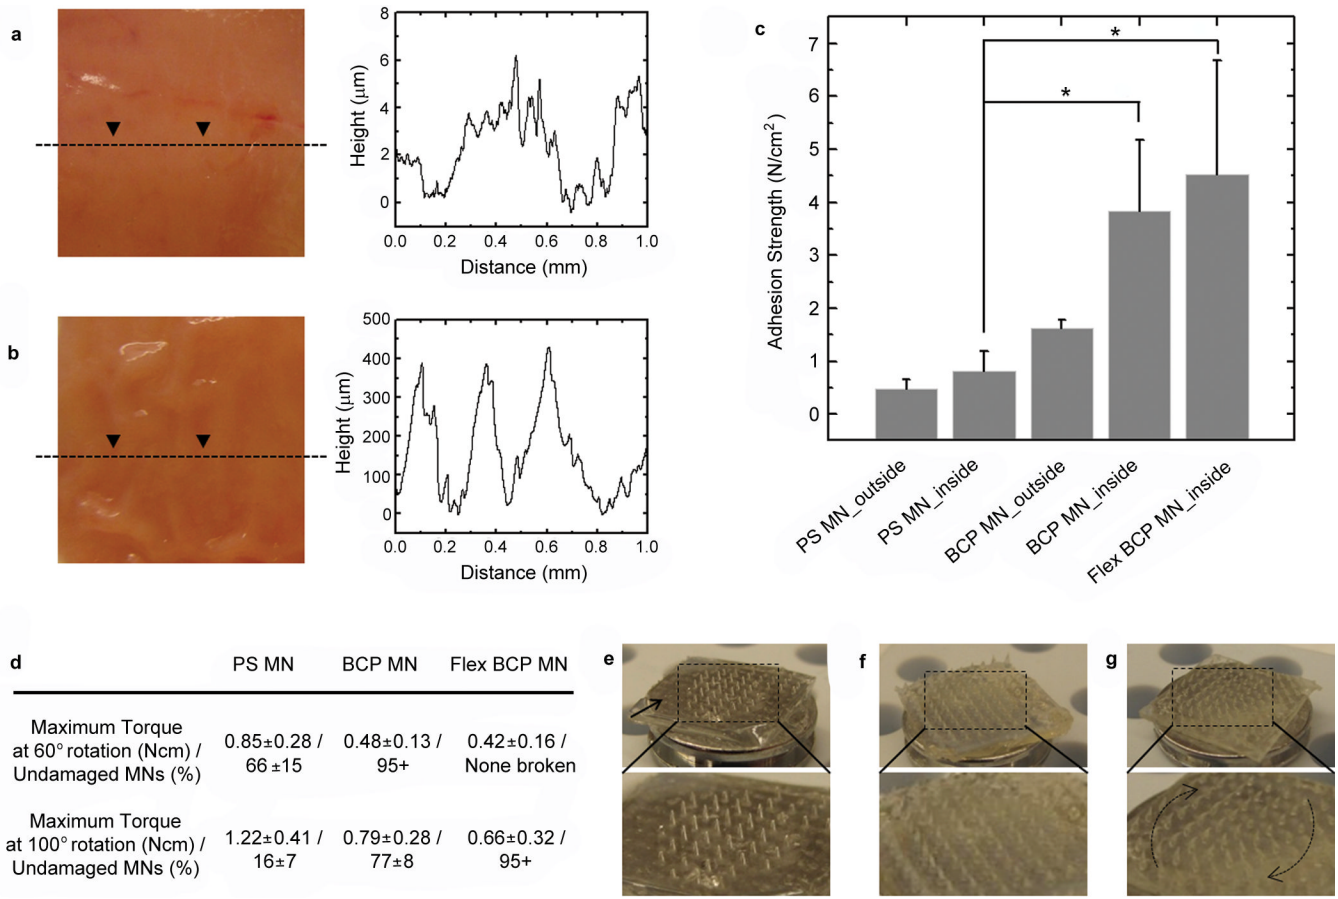 a
Height (μm)
8
6
4
2
0
0.0 0.2 0.4 0.6 0.8 1.0
Distance (mm)
b
Height (μm)
500
400
300
200
100
0
0.0 0.2 0.4 0.6 0.8 1.0
Distance (mm)
c
Adhesion Strength (N/cm²)
7
6
5
4
3
2
1
0
*
*
PS MN_outside
PS MN_inside
BCP MN_outside
BCP MN_inside
Flex BCP MN_inside
d
PS MN BCP MN Flex BCP MN
Maximum Torque
at 60° rotation (Ncm) / 0.85±0.28 / 0.48±0.13 / 0.42±0.16 /
Undamaged MNs (%) 66 ±15 95+ None broken
Maximum Torque
at 100° rotation (Ncm) / 1.22±0.41 / 0.79±0.28 / 0.66±0.32 /
Undamaged MNs (%) 16±7 77±8 95+
e
f
g